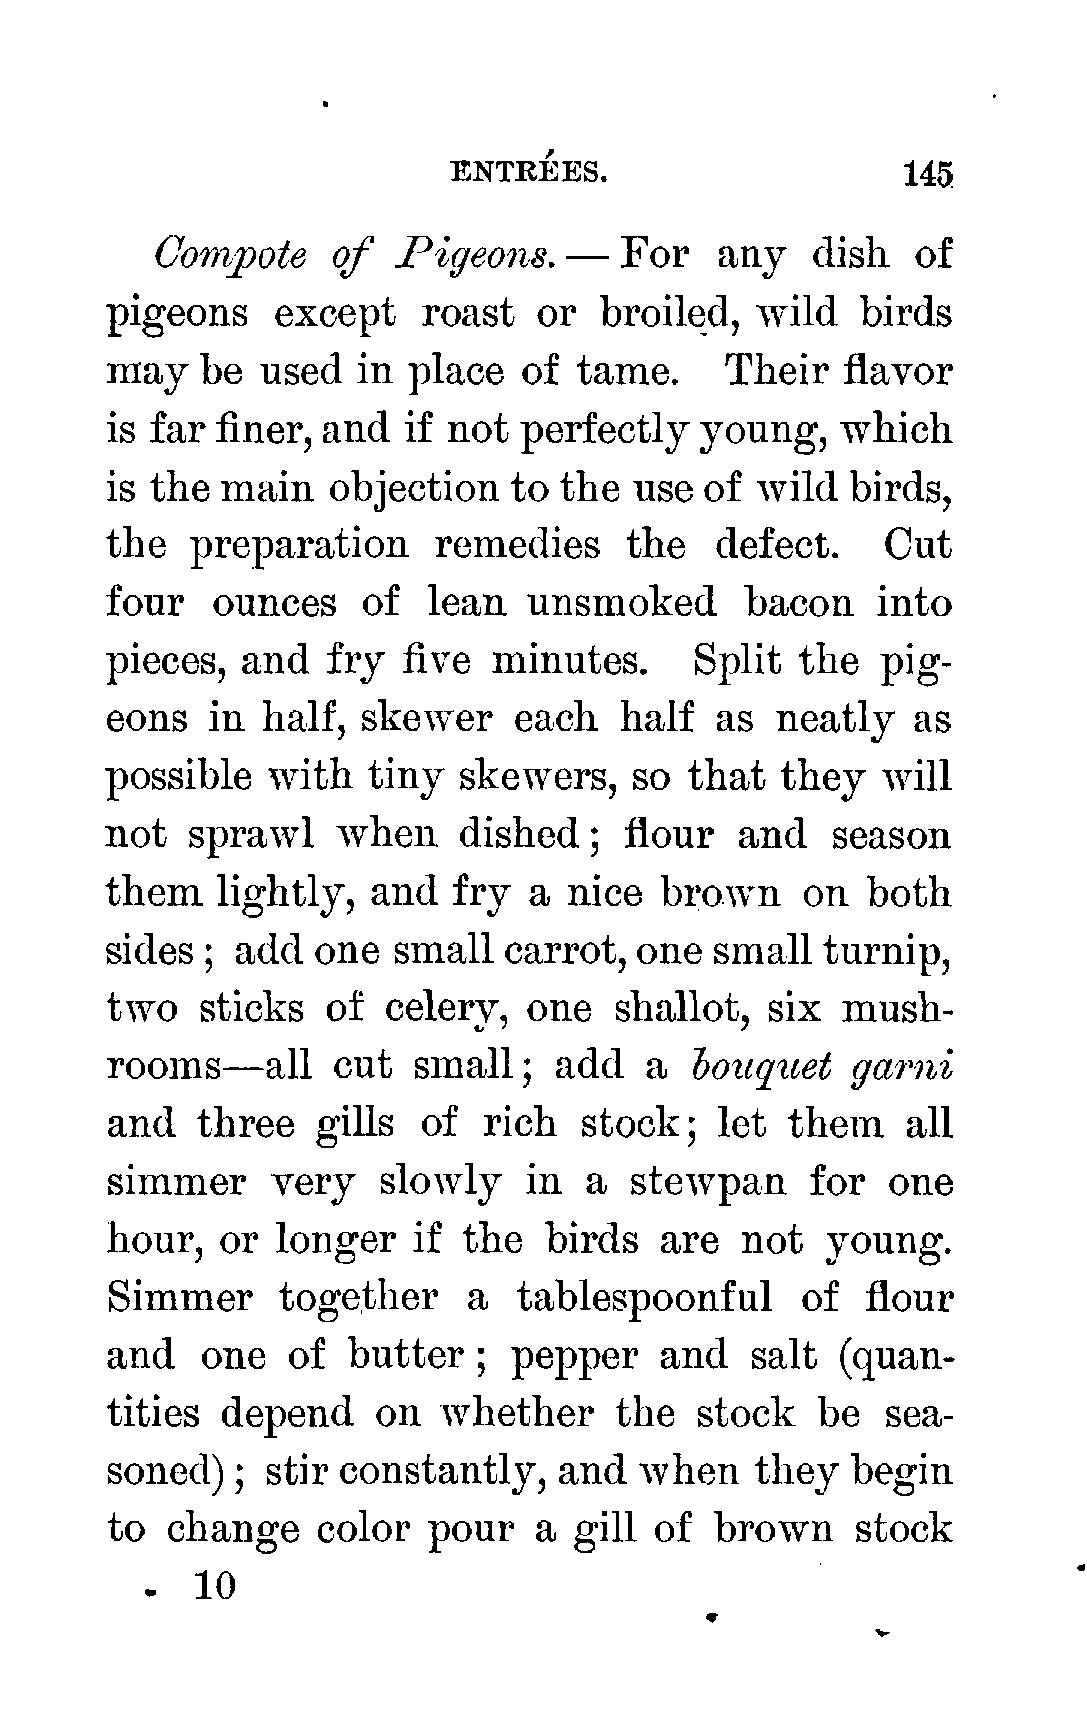 ENTRÉES. 145
Compote of Pigeons. — For any dish of
pigeons except roast or broiled, wild birds
may be used in place of tame. Their flavor
is far finer, and if not perfectly young, which
is the main objection to the use of wild birds,
the preparation remedies the defect. Cut
four ounces of lean unsmoked bacon into
pieces, and fry five minutes. Split the pig-
eons in half, skewer each half as neatly as
possible with tiny skewers, so that they will
not sprawl when dished; flour and season
them lightly, and fry a nice brown on both
sides; add one small carrot, one small turnip,
two sticks of celery, one shallot, six mush-
rooms—all cut small; add a bouquet garni
and three gills of rich stock; let them all
simmer very slowly in a stewpan for one
hour, or longer if the birds are not young.
Simmer together a tablespoonful of flour
and one of butter; pepper and salt (quan-
tities depend on whether the stock be sea-
soned); stir constantly, and when they begin
to change color pour a gill of brown stock
10